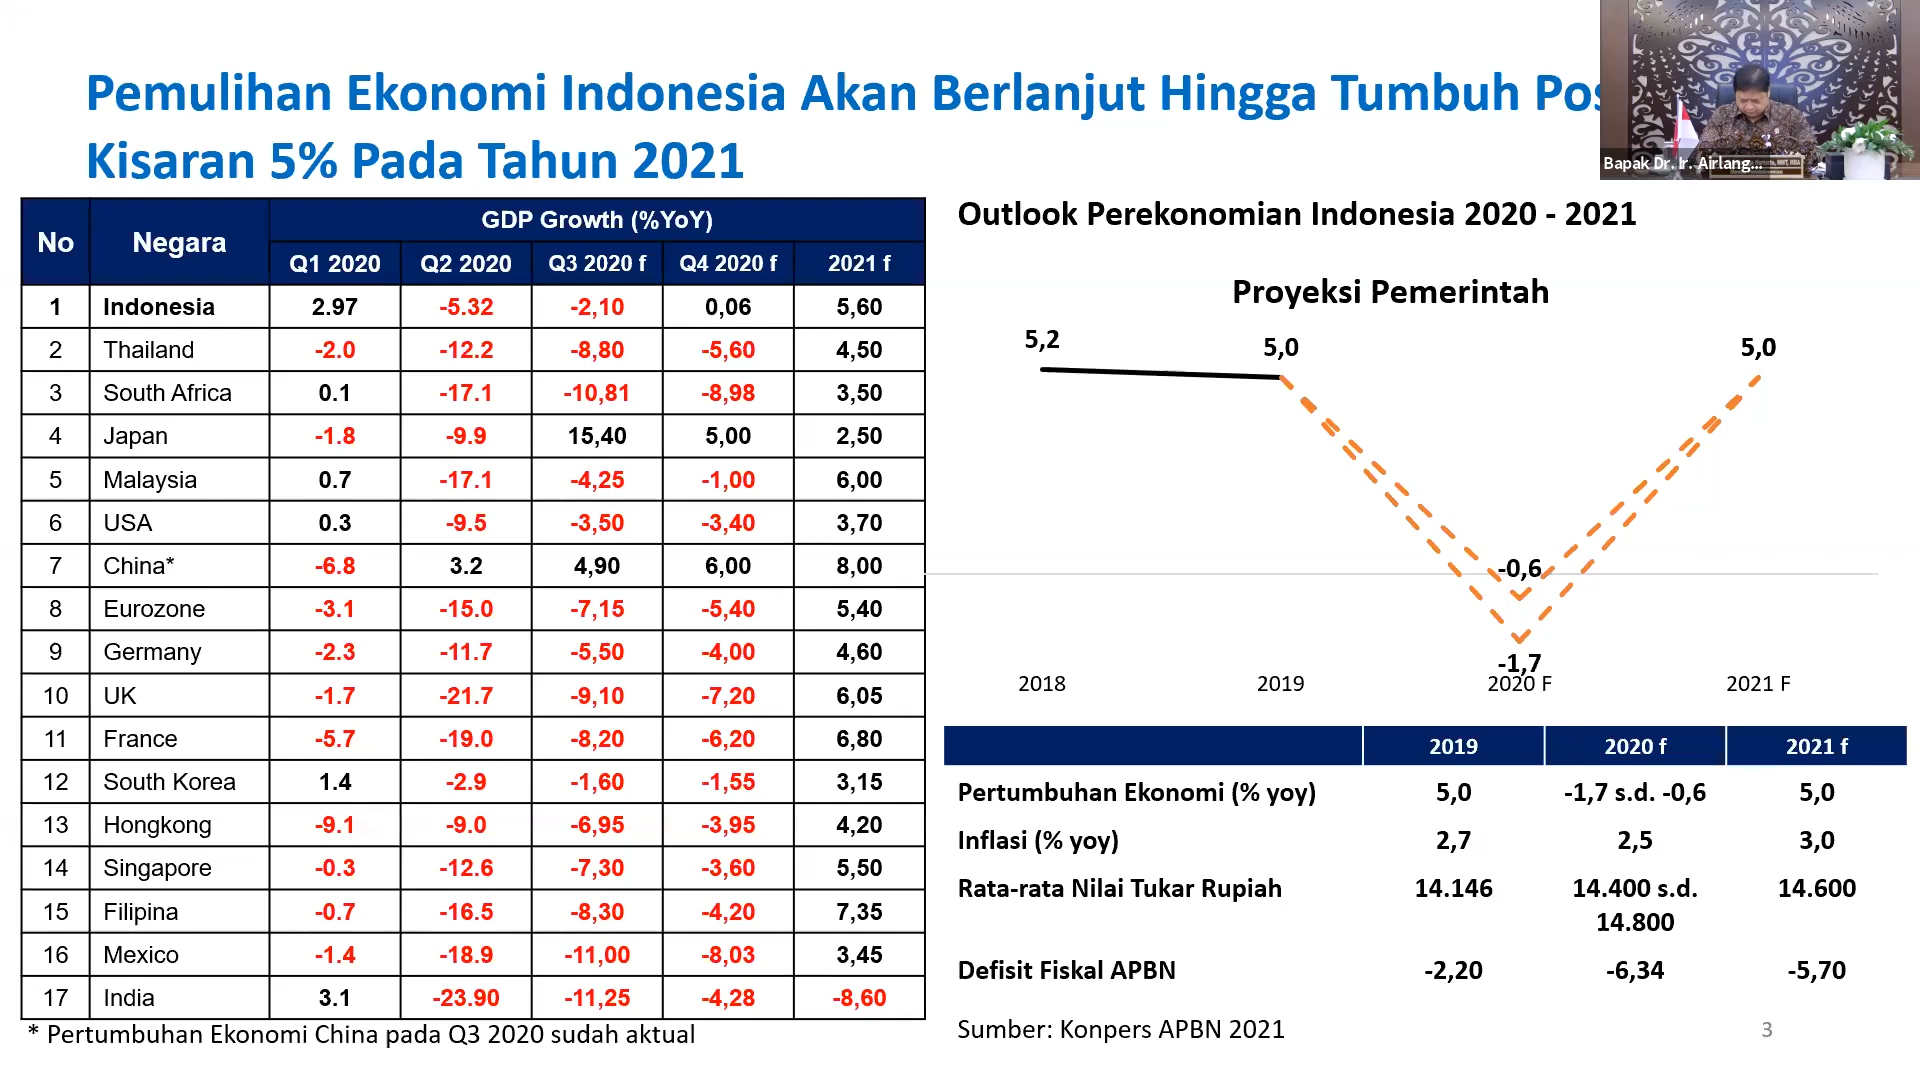 Pemulihan Ekonomi Indonesia Akan Berlanjut Hingga Tumbuh
Kisaran 5% Pada Tahun 2021
Bapak Dr. Ir. Airlang...
No Negara GDP Growth (%YoY)
Q1 2020 Q2 2020 Q3 2020 f Q4 2020 f 2021 f
1 Indonesia 2.97 -5.32 -2,10 0,06 5,60
2 Thailand -2.0 -12.2 -8,80 -5,60 4,50
3 South Africa 0.1 -17.1 -10,81 -8,98 3,50
4 Japan -1.8 -9.9 15,40 5,00 2,50
5 Malaysia 0.7 -17.1 -4,25 -1,00 6,00
6 USA 0.3 -9.5 -3,50 -3,40 3,70
7 China* -6.8 3.2 4,90 6,00 8,00
8 Eurozone -3.1 -15.0 -7,15 -5,40 5,40
9 Germany -2.3 -11.7 -5,50 -4,00 4,60
10 UK -1.7 -21.7 -9,10 -7,20 6,05
11 France -5.7 -19.0 -8,20 -6,20 6,80
12 South Korea 1.4 -2.9 -1,60 -1,55 3,15
13 Hongkong -9.1 -9.0 -6,95 -3,95 4,20
14 Singapore -0.3 -12.6 -7,30 -3,60 5,50
15 Filipina -0.7 -16.5 -8,30 -4,20 7,35
16 Mexico -1.4 -18.9 -11,00 -8,03 3,45
17 India 3.1 -23.90 -11,25 -4,28 -8,60
* Pertumbuhan Ekonomi China pada Q3 2020 sudah aktual
Outlook Perekonomian Indonesia 2020 - 2021
Proyeksi Pemerintah
5,2
5,0
5,0
-0,6
-1,7
2018 2019 2020 F 2021 F
2019 2020 f 2021 f
Pertumbuhan Ekonomi (% yoy) 5,0 -1,7 s.d. -0,6 5,0
Inflasi (% yoy) 2,7 2,5 3,0
Rata-rata Nilai Tukar Rupiah 14.146 14.400 s.d. 14.600
14.800
Defisit Fiskal APBN -2,20 -6,34 -5,70
Sumber: Konpers APBN 2021
3